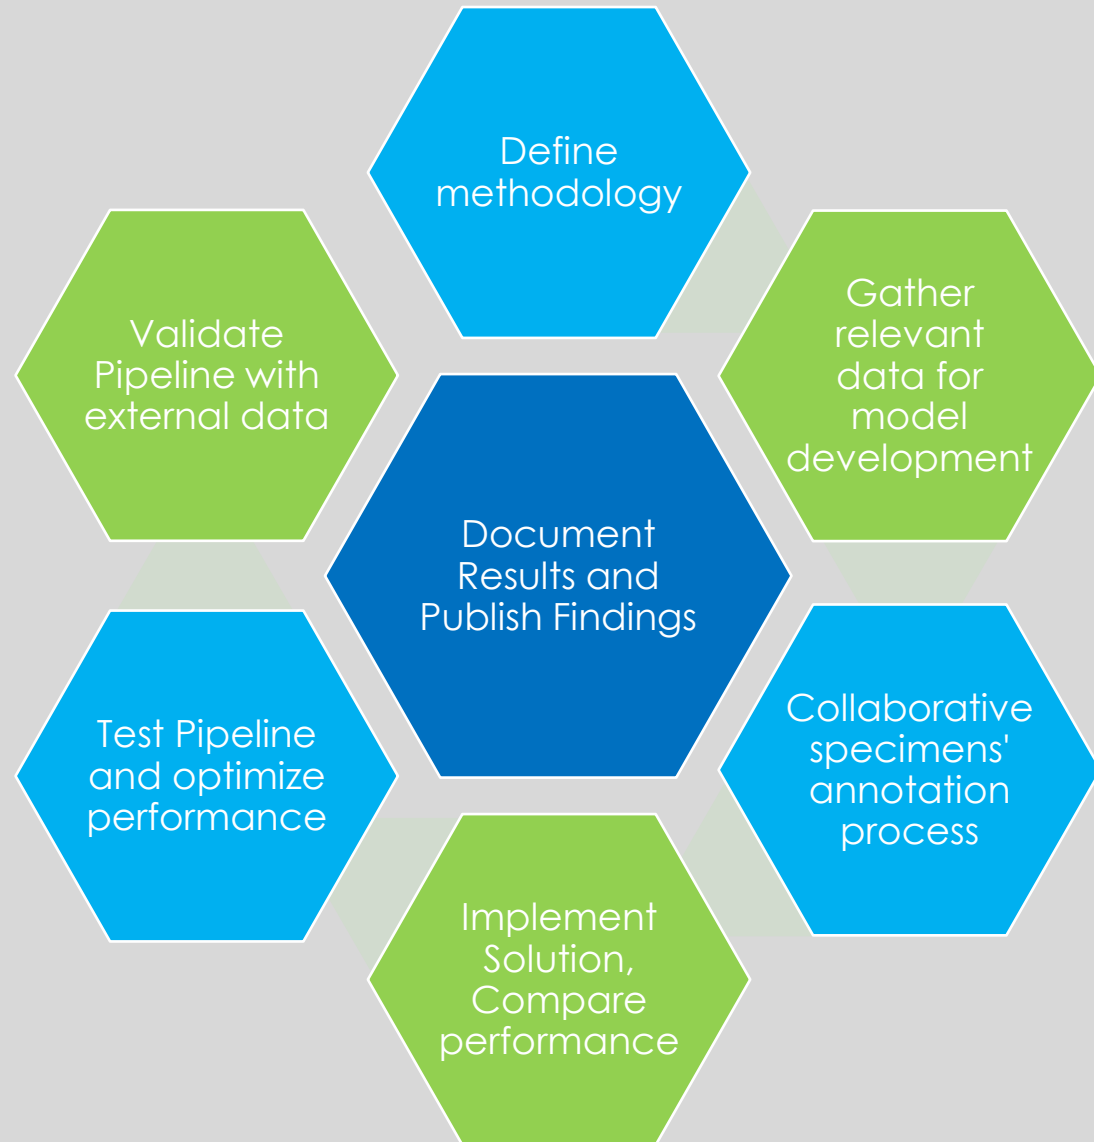 Define
methodology
Gather
relevant
data for
model
development
Validate
Pipeline with
external data
Document
Results and
Publish Findings
Collaborative
specimens'
annotation
process
Test Pipeline
and optimize
performance
Implement
Solution,
Compare
performance